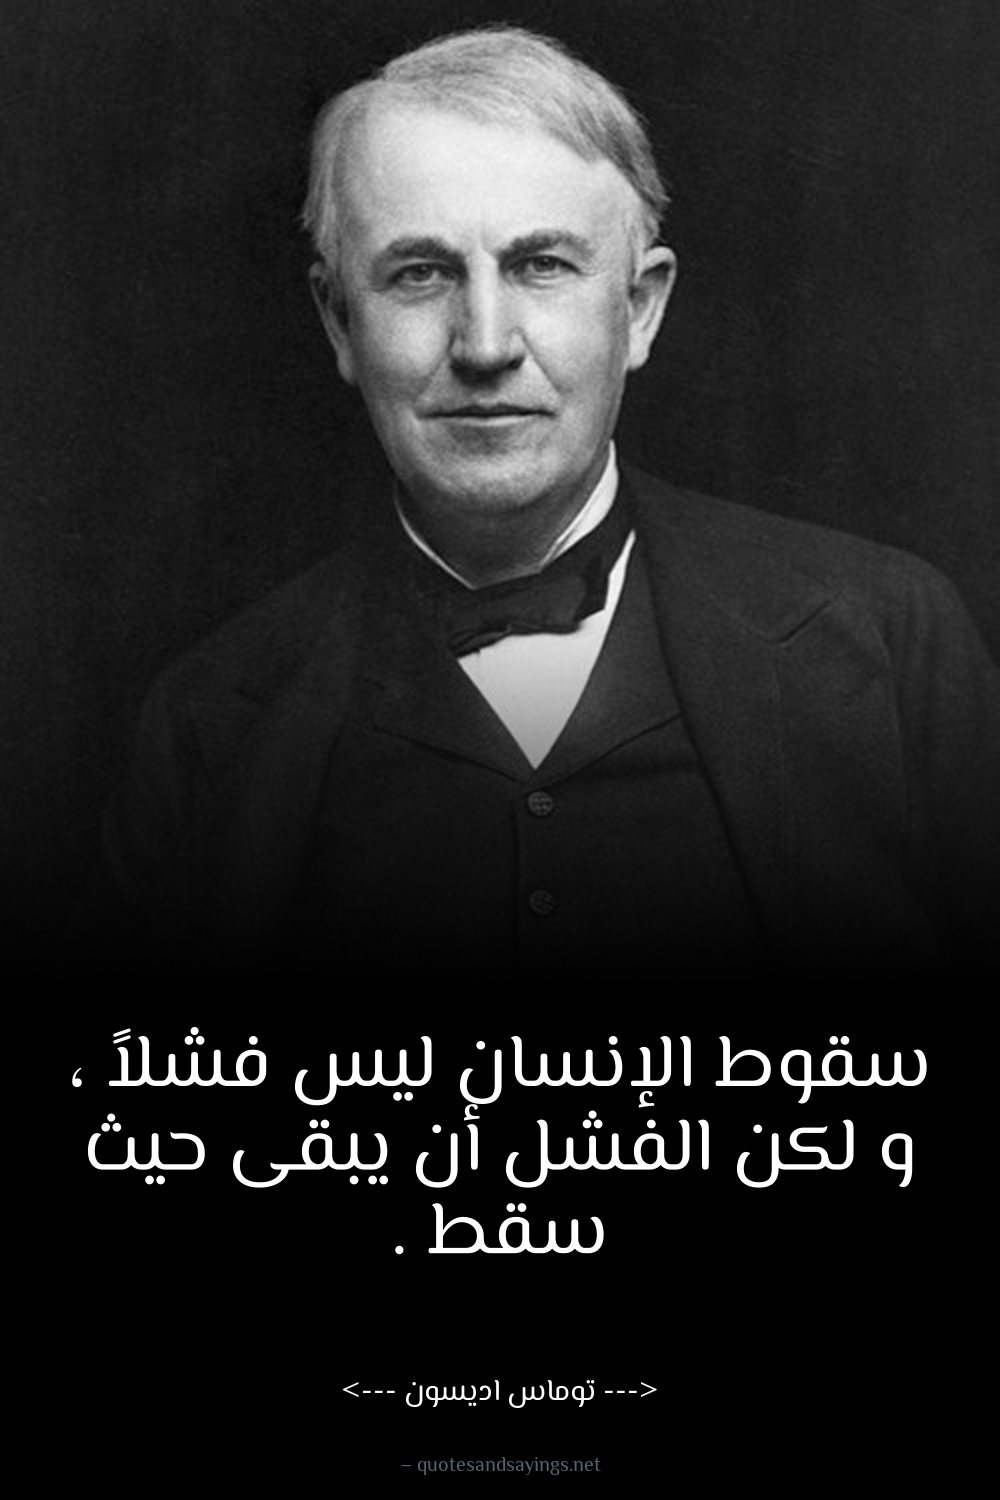 سقوط الإنسان ليس فشلاً ،
و لكن الفشل أن يبقى حيث
سقط .
<--- توماس اديسون --->
– quotesandsayings.net